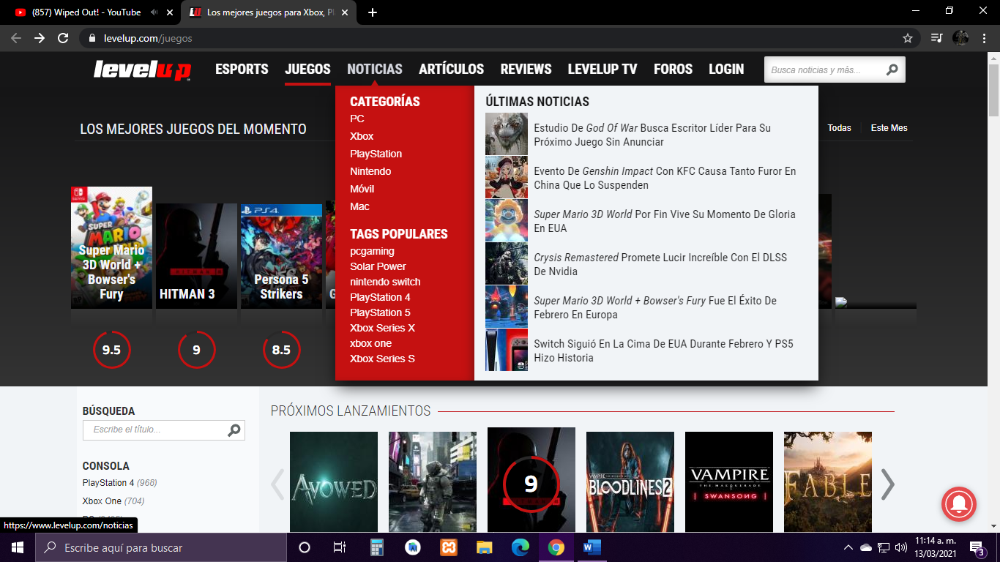 (857) Wiped Out! - YouTube
Los mejores juegos para Xbox, P
levelup.com/juegos
levelup
ESPORTS
JUEGOS
NOTICIAS
ARTÍCULOS
REVIEWS
LEVELUP TV
FOROS
LOGIN
Busca noticias y más...
LOS MEJORES JUEGOS DEL MOMENTO
Todas
Este Mes
CATEGORÍAS
PC
Xbox
PlayStation
Nintendo
Móvil
Mac
TAGS POPULARES
pcgaming
Solar Power
nintendo switch
PlayStation 4
PlayStation 5
Xbox Series X
xbox one
Xbox Series S
ÚLTIMAS NOTICIAS
Estudio De God Of War Busca Escritor Líder Para Su
Próximo Juego Sin Anunciar
Evento De Genshin Impact Con KFC Causa Tanto Furor En
China Que Lo Suspenden
Super Mario 3D World Por Fin Vive Su Momento De Gloria
En EUA
Crysis Remastered Promete Lucir Increíble Con El DLSS
De Nvidia
Super Mario 3D World + Bowser's Fury Fue El Éxito De
Febrero En Europa
Switch Siguió En La Cima De EUA Durante Febrero Y PS5
Hizo Historia
SWITCH
SUPER
MARIO
Super Mario
3D World +
Bowser's
Fury
9.5
HITMAN 3
HITMAN 3
9
PS4
Persona 5
Strikers
8.5
G
BÚSQUEDA
Escribe el título...
CONSOLA
PlayStation 4 (968)
Xbox One (704)
PRÓXIMOS LANZAMIENTOS
AVOWED
9
VAMPIRE
BLOODLINES 2
VAMPIRE
THE MASQUERADE
SWANSONG
FABLE
https://www.levelup.com/noticias
Escribe aquí para buscar
11:14 a. m.
13/03/2021
3